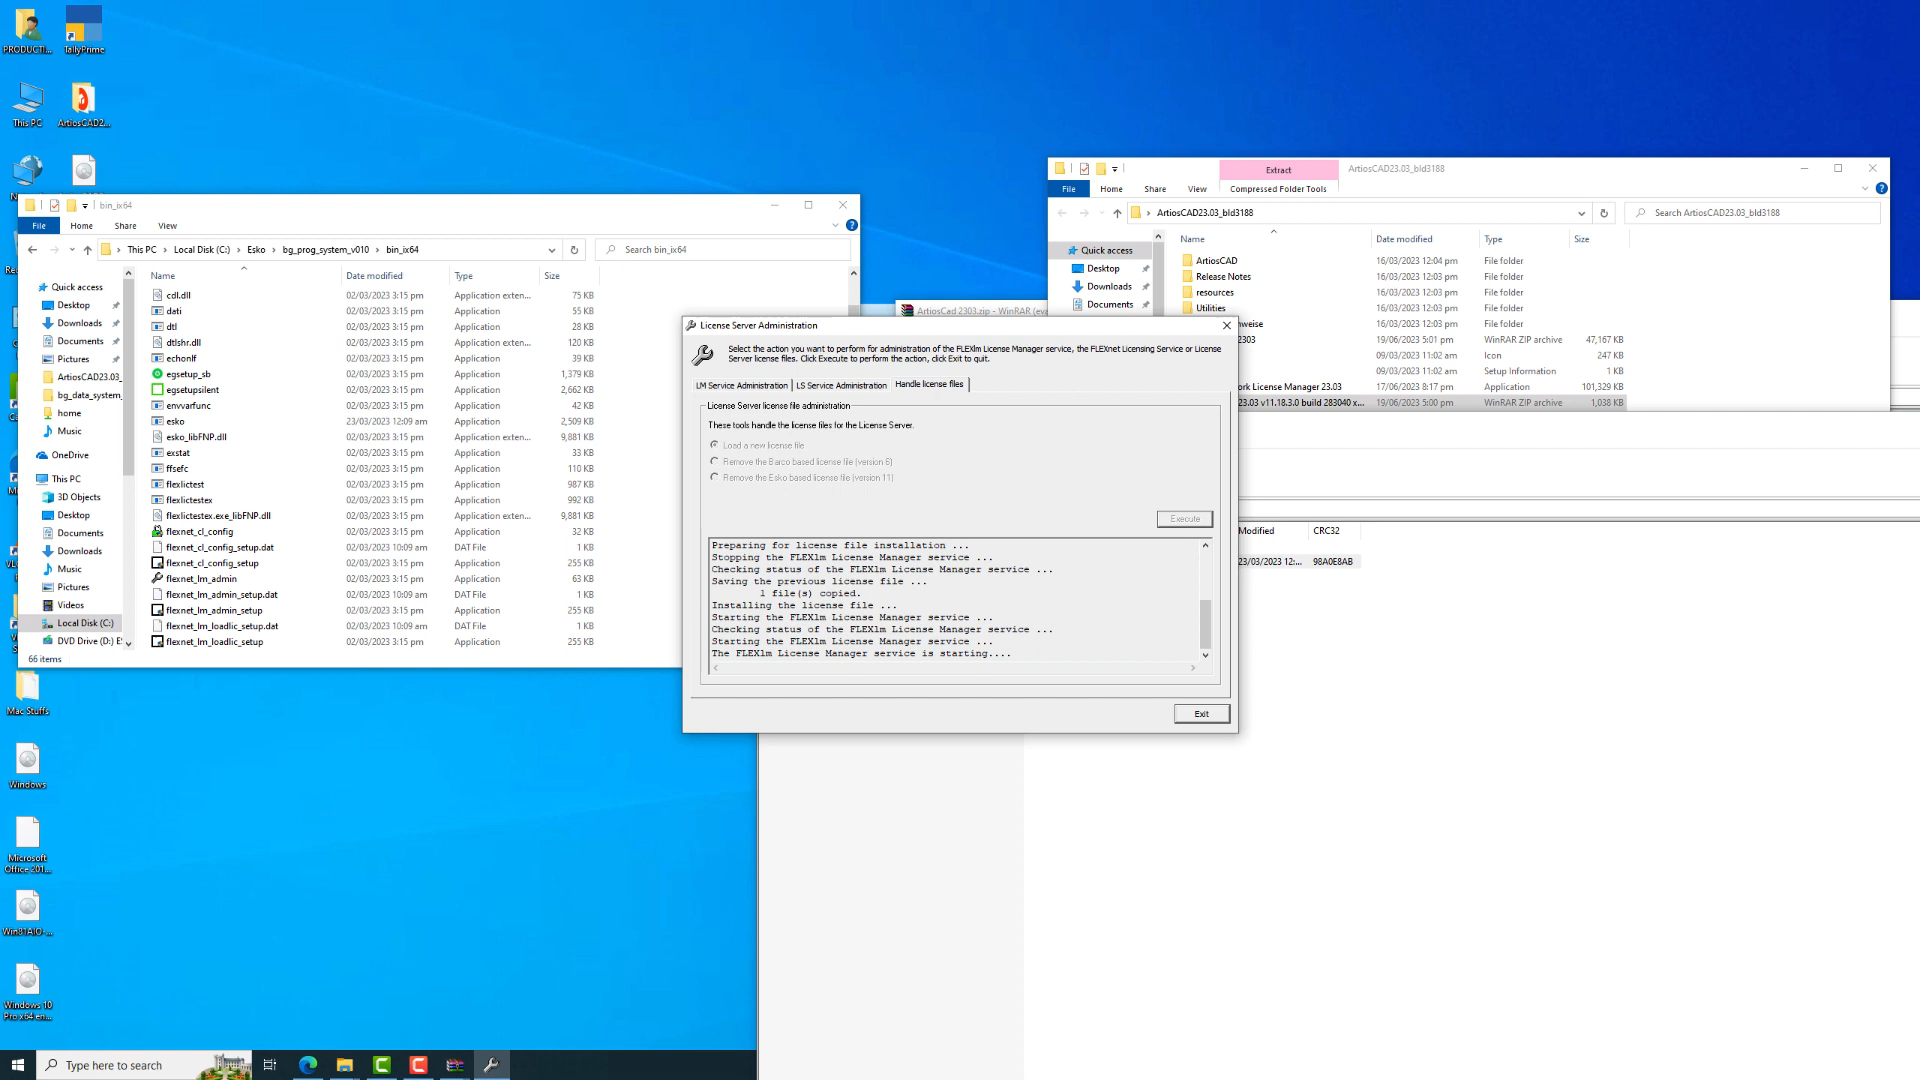 PRODUCTI...
TallyPrime
This PC
ArtiosCAD2...
bin_ix64
File
Home
Share
View
This PC
Local Disk (C:)
Esko
bg_prog_system_v010
bin_ix64
Search bin_ix64
Name
Date modified
Type
Size
Quick access
Desktop
Downloads
Documents
Pictures
ArtiosCAD23.03_
bg_data_system_
home
Music
OneDrive
This PC
3D Objects
Desktop
Documents
Downloads
Music
Pictures
Videos
Local Disk (C:)
DVD Drive (D:) ES
cdl.dll 02/03/2023 3:15 pm Application exten... 75 KB
dati 02/03/2023 3:15 pm Application 55 KB
dtl 02/03/2023 3:15 pm Application 36 KB
dtlshr.dll 02/03/2023 3:15 pm Application exten... 120 KB
echonlf 02/03/2023 3:15 pm Application 39 KB
egsetup_sb 02/03/2023 3:15 pm Application 1,379 KB
egsetupsilent 02/03/2023 3:15 pm Application 2,662 KB
envvarfunc 02/03/2023 3:15 pm Application 42 KB
esko 23/03/2023 12:09 am Application 2,509 KB
esko_libFNP.dll 02/03/2023 3:15 pm Application exten... 9,881 KB
exstat 02/03/2023 3:15 pm Application 33 KB
ffsefc 02/03/2023 3:15 pm Application 110 KB
flexlictest 02/03/2023 3:15 pm Application 987 KB
flexlictestex 02/03/2023 3:15 pm Application 992 KB
flexlictestex.exe_libFNP.dll 02/03/2023 3:15 pm Application exten... 9,881 KB
flexnet_cl_config 02/03/2023 3:15 pm Application 32 KB
flexnet_cl_config_setup.dat 02/03/2023 10:09 am DAT File 1 KB
flexnet_cl_config_setup 02/03/2023 3:15 pm Application 255 KB
flexnet_lm_admin 02/03/2023 3:15 pm Application 63 KB
flexnet_lm_admin_setup.dat 02/03/2023 10:09 am DAT File 1 KB
flexnet_lm_admin_setup 02/03/2023 3:15 pm Application 255 KB
flexnet_lm_loadlic_setup.dat 02/03/2023 10:09 am DAT File 1 KB
flexnet_lm_loadlic_setup 02/03/2023 3:15 pm Application 255 KB
66 items
Extract
ArtiosCAD23.03_bld3188
File
Home
Share
View
Compressed Folder Tools
ArtiosCAD23.03_bld3188
Search ArtiosCAD23.03_bld3188
Name
Date modified
Type
Size
Quick access
Desktop
Downloads
Documents
ArtiosCAD 16/03/2023 12:04 pm File folder
Release Notes 16/03/2023 12:03 pm File folder
resources 16/03/2023 12:03 pm File folder
Utilities 16/03/2023 12:03 pm File folder
weise 16/03/2023 12:03 pm File folder
2303 19/06/2023 5:01 pm WinRAR ZIP archive 47,167 KB
09/03/2023 11:02 am Icon 247 KB
09/03/2023 11:02 am Setup Information 1 KB
ork License Manager 23.03 17/06/2023 8:17 pm Application 101,329 KB
23.03 v11.18.3.0 build 283040 x... 19/06/2023 5:00 pm WinRAR ZIP archive 1,038 KB
ArtiosCad 2303.zip - WinRAR (eva
Modified
CRC32
23/03/2023 12:...
98A0E8AB
License Server Administration
Select the action you want to perform for administration of the FLEXlm License Manager service, the FLEXnet Licensing Service or License
Server license files. Click Execute to perform the action, click Exit to quit.
LM Service Administration
LS Service Administration
Handle license files
License Server license file administration
These tools handle the license files for the License Server.
Load a new license file
Remove the Barco based license file (version 6)
Remove the Esko based license file (version 11)
Execute
Preparing for license file installation ...
Stopping the FLEXlm License Manager service ...
Checking status of the FLEXlm License Manager service ...
Saving the previous license file ...
1 file(s) copied.
Installing the license file ...
Starting the FLEXlm License Manager service ...
Checking status of the FLEXlm License Manager service ...
Starting the FLEXlm License Manager service ...
The FLEXlm License Manager service is starting....
Exit
Mac Stuffs
Windows
Microsoft
Office 201...
Win81AIO-...
Windows 10
Pro x64 en...
Type here to search